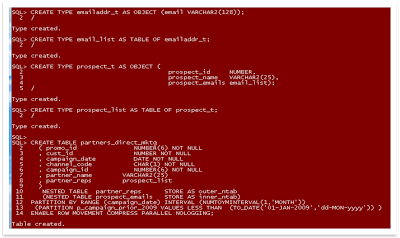 SQL> CREATE TYPE emailaddr_t AS OBJECT (email VARCHAR2(128));
2 /
Type created.
SQL> CREATE TYPE email_list AS TABLE OF emailaddr_t;
2 /
Type created.
SQL> CREATE TYPE prospect_t AS OBJECT (
2 prospect_id NUMBER,
3 prospect_name VARCHAR2(25),
4 prospect_emails email_list);
5 /
Type created.
SQL> CREATE TYPE prospect_list AS TABLE OF prospect_t;
2 /
Type created.
SQL>
SQL> CREATE TABLE partners_direct_mktg
2 ( promo_id NUMBER(6) NOT NULL
3 , cust_id NUMBER NOT NULL
4 , campaign_date DATE NOT NULL
5 , channel_code CHAR(1) NOT NULL
6 , campaign_id NUMBER(6) NOT NULL
7 , partner_name VARCHAR2(25)
8 , partner_reps prospect_list
9 )
10 NESTED TABLE partner_reps STORE AS outer_ntab
11 (NESTED TABLE prospect_emails STORE AS inner_ntab)
12 PARTITION BY RANGE (campaign_date) INTERVAL (NUMTOYMINTERVAL(1,'MONTH'))
13 (PARTITION campaign_prior_2009 VALUES LESS THAN (TO_DATE('01-JAN-2009','dd-MON-yyyy')) )
14 ENABLE ROW MOVEMENT COMPRESS PARALLEL NOLOGGING;
Table created.